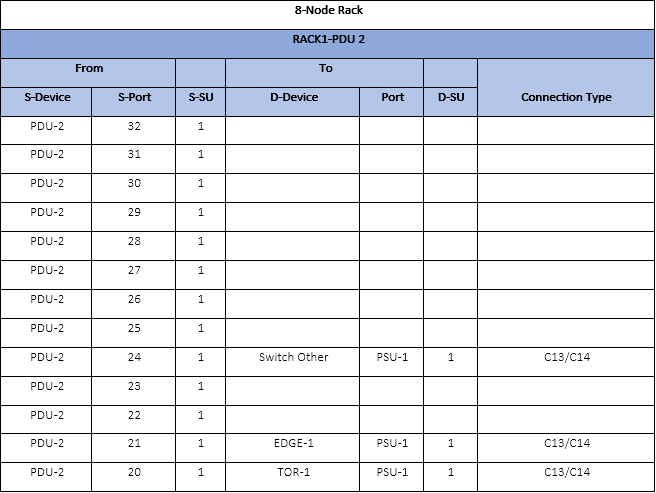 8-Node Rack
RACK1-PDU 2
From To
S-Device S-Port S-SU D-Device Port D-SU Connection Type
PDU-2 32 1
PDU-2 31 1
PDU-2 30 1
PDU-2 29 1
PDU-2 28 1
PDU-2 27 1
PDU-2 26 1
PDU-2 25 1
PDU-2 24 1 Switch Other PSU-1 1 C13/C14
PDU-2 23 1
PDU-2 22 1
PDU-2 21 1 EDGE-1 PSU-1 1 C13/C14
PDU-2 20 1 TOR-1 PSU-1 1 C13/C14